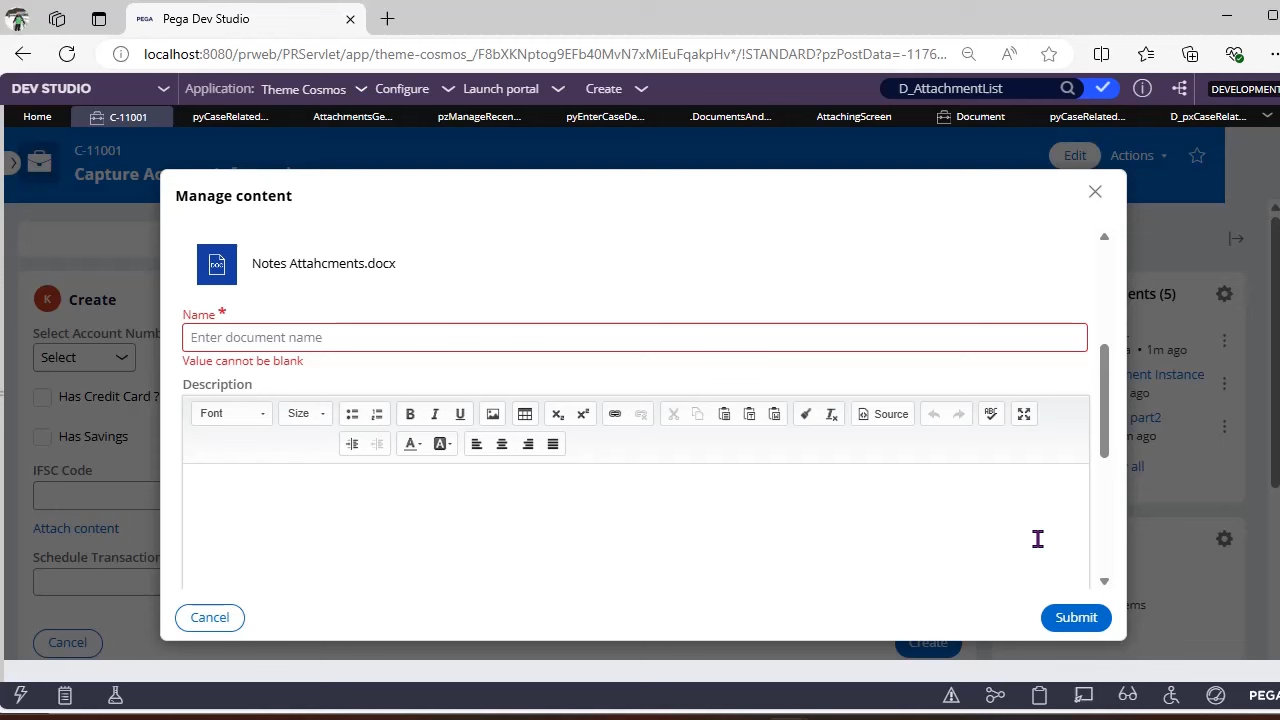 PEGA Pega Dev Studio
localhost:8080/prweb/PRServlet/app/theme-cosmos_/F8bXKNptog9EFb40MvN7xMiEuFqakpHv*/!STANDARD?pzPostData=-1176...
DEV STUDIO Application: Theme Cosmos Configure Launch portal Create D_AttachmentList DEVELOPMENT
Home C-11001 pyCaseRelated... AttachmentsGe... pzManageRecen... pyEnterCaseDe... .DocumentsAnd... AttachingScreen Document pyCaseRelated... D_pxCaseRelat...
C-11001
Edit Actions
Capture Ac
Manage content
DOC Notes Attahcments.docx
K Create
ents (5)
Name *
Select Account Numb
Enter document name
a • 1m ago
Select
Value cannot be blank
ment Instance
Description
ago
Has Credit Card ?
Font Size Source
part2
Has Savings
m ago
IFSC Code
all
Attach content
Schedule Transaction
ems
Cancel Submit
Cancel Create
PEGA